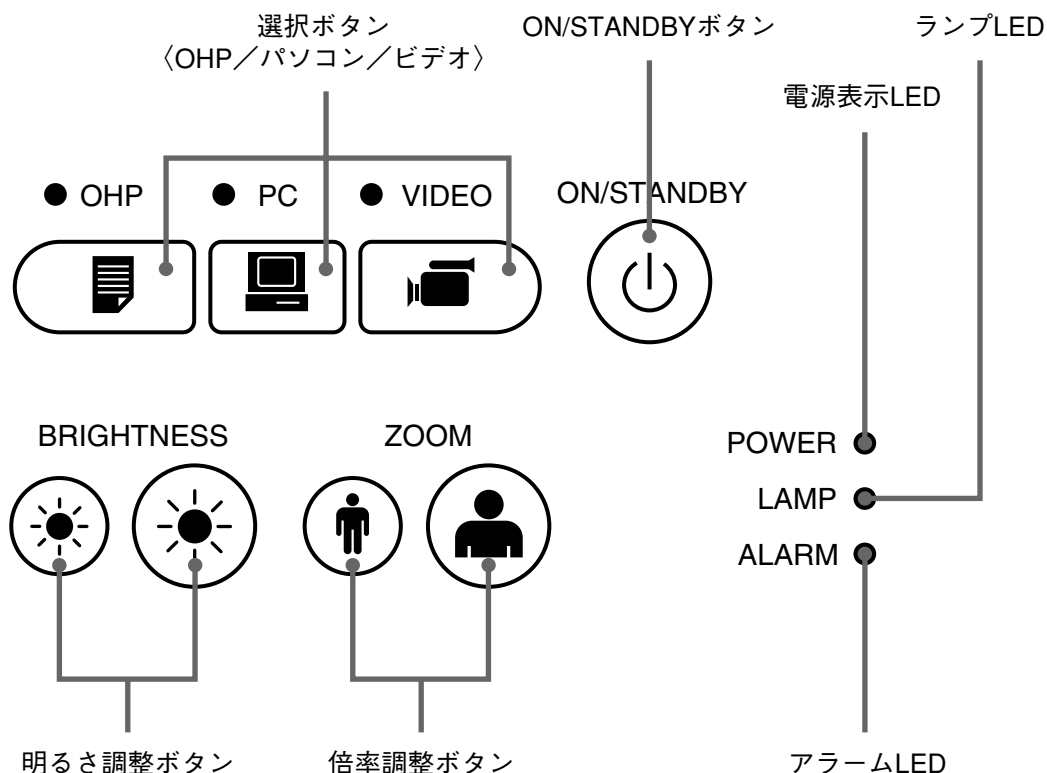 選択ボタン
〈OHP／パソコン／ビデオ〉
ON/STANDBYボタン
ランプLED
電源表示LED
OHP
PC
VIDEO
ON/STANDBY
BRIGHTNESS
ZOOM
POWER
LAMP
ALARM
明るさ調整ボタン
倍率調整ボタン
アラームLED